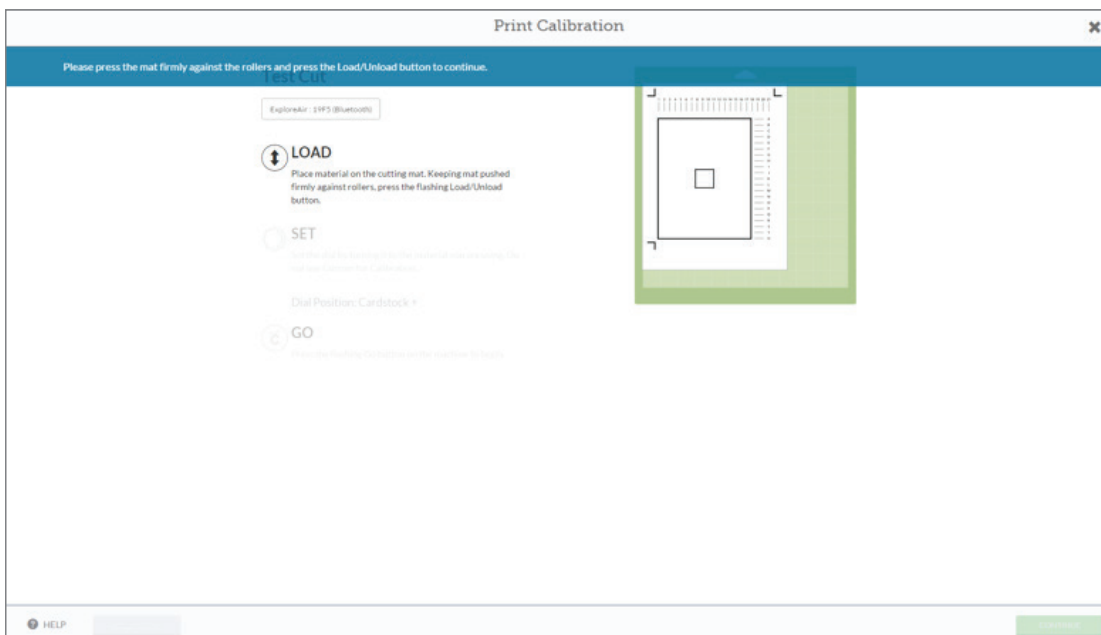 Print Calibration
Please press the mat firmly against the rollers and press the Load/Unload button to continue.
Test Cut
ExploreAir : 19F5 (Bluetooth)
LOAD
Place material on the cutting mat. Keeping mat pushed
firmly against rollers, press the flashing Load/Unload
button.
SET
Dial Position: Cardstock +
GO
HELP
CONTINUE